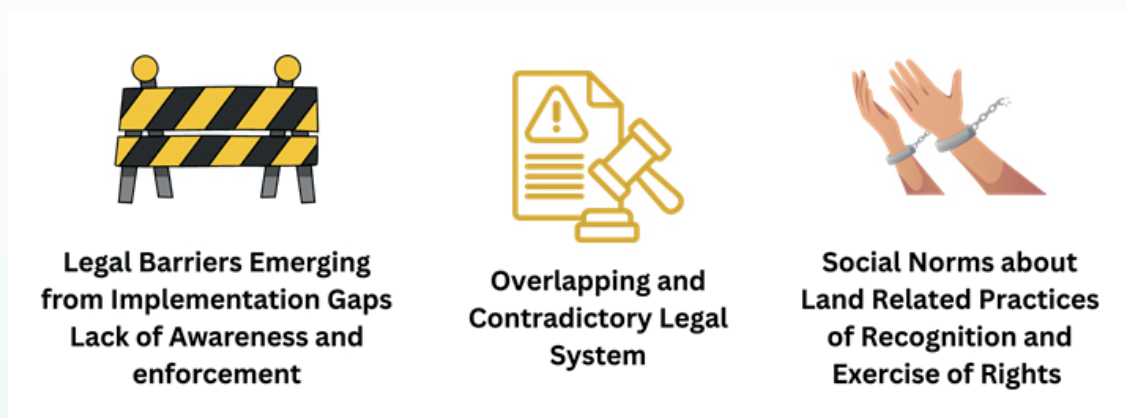 Legal Barriers Emerging
from Implementation Gaps
Lack of Awareness and
enforcement
Overlapping and
Contradictory Legal
System
Social Norms about
Land Related Practices
of Recognition and
Exercise of Rights